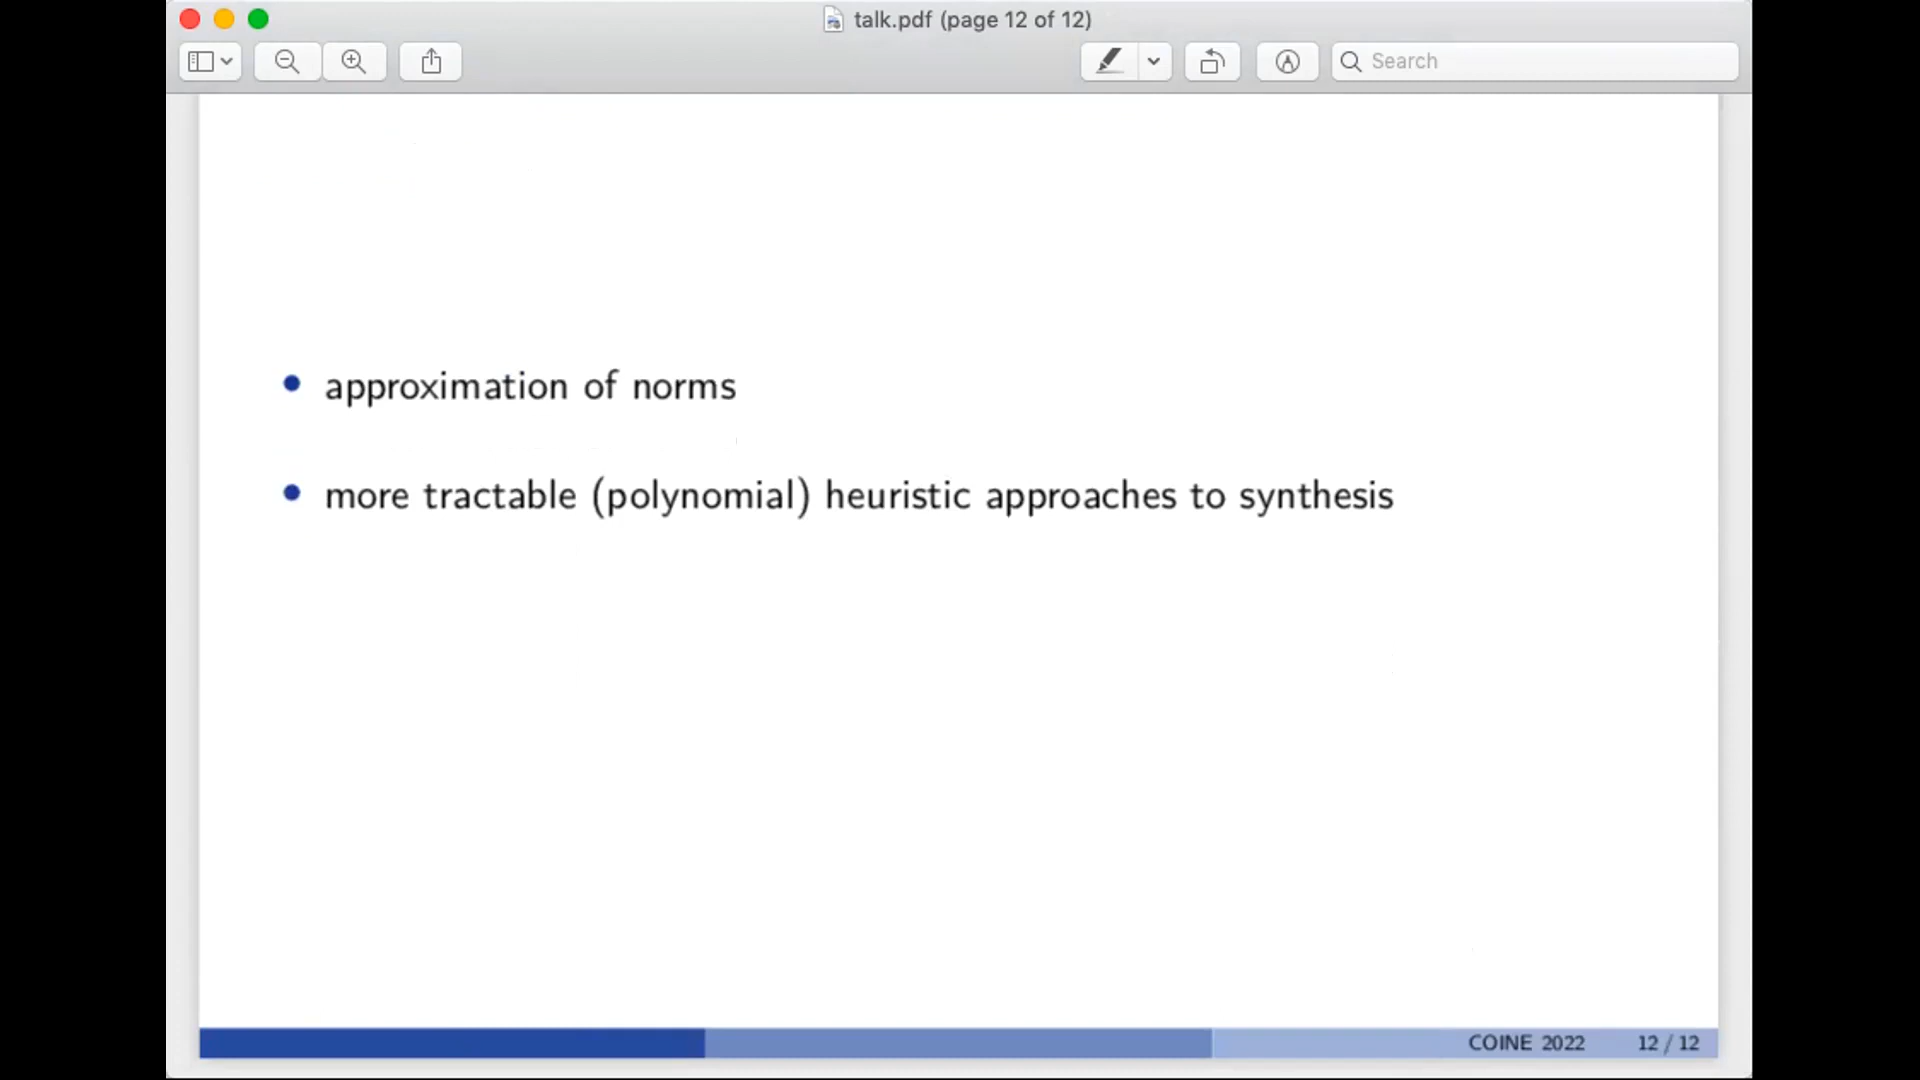 talk.pdf (page 12 of 12)
Search
• approximation of norms
• more tractable (polynomial) heuristic approaches to synthesis
COINE 2022 12 / 12